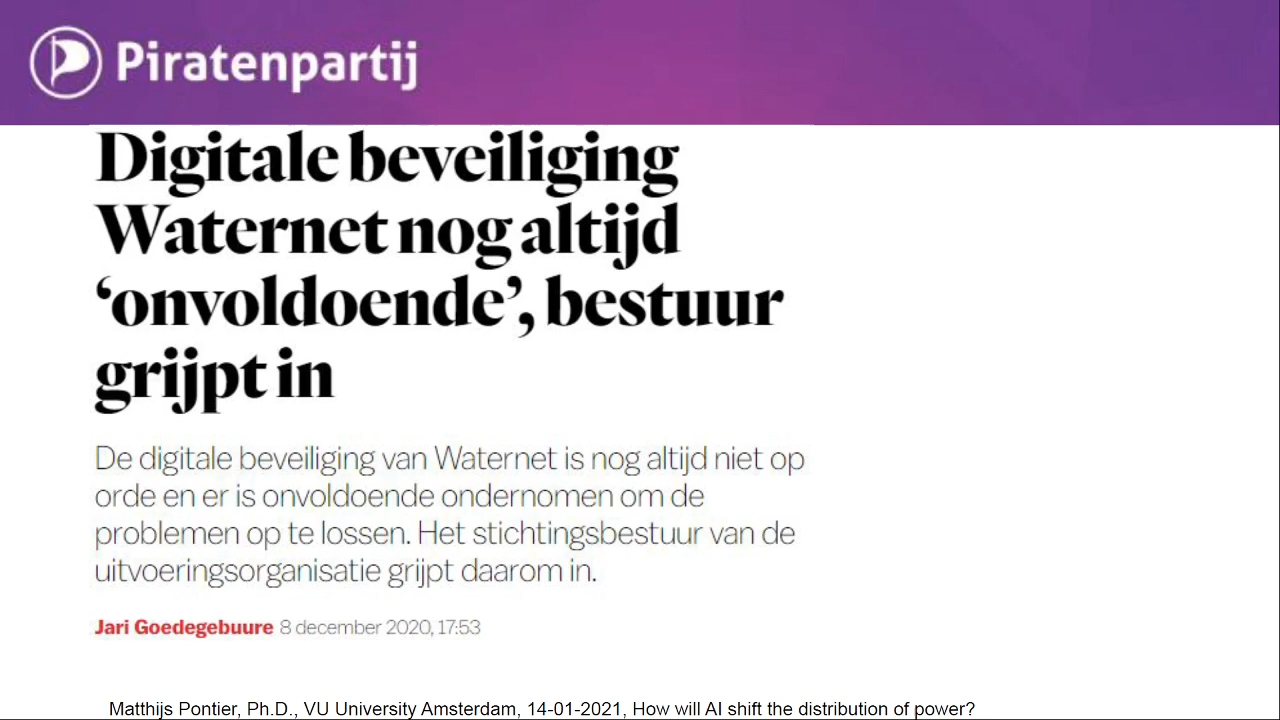 Piratenpartij
Digitale beveiliging
Waternet nog altijd
‘onvoldoende’, bestuur
grijpt in
De digitale beveiliging van Waternet is nog altijd niet op
orde en er is onvoldoende ondernomen om de
problemen op te lossen. Het stichtingsbestuur van de
uitvoeringsorganisatie grijpt daarom in.
Jari Goedegebuure 8 december 2020, 17:53
Matthijs Pontier, Ph.D., VU University Amsterdam, 14-01-2021, How will AI shift the distribution of power?